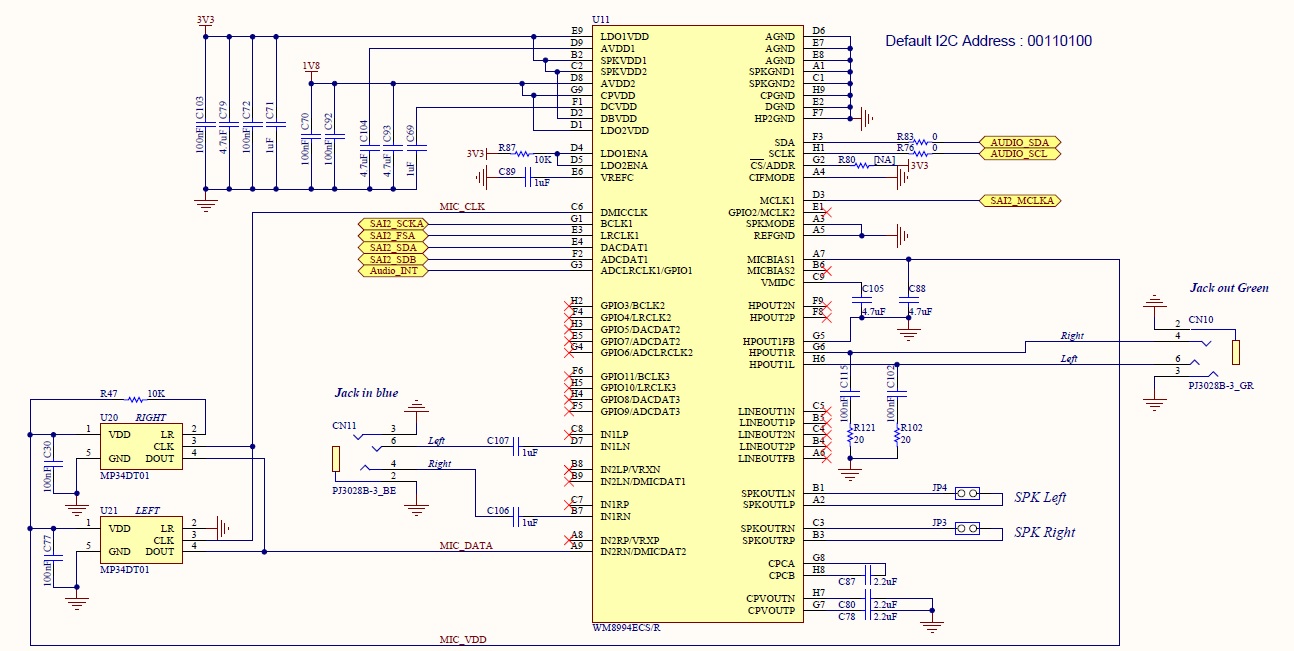 3V3
U11
Default I2C Address : 00110100
E9 LDO1VDD AGND D6
D9 AVDD1 AGND E7
B2 SPKVDD1 AGND E8
C2 SPKVDD2 SPKGND1 A1
1V8
D8 AVDD2 SPKGND2 C1
G9 CPVDD CPGND H9
F1 DCVDD DGND E2
D2 DBVDD HP2GND F7
D1 LDO2VDD
100nF C103
4.7uF C79
100nF C72
1uF C71
100nF C70
100nF C92
4.7uF C104
4.7uF C93
1uF C69
SDA F3 R83 0 AUDIO_SDA
3V3 R87 10K D4 LDO1ENA SCLK H1 R76 0 AUDIO_SCL
D5 LDO2ENA CS/ADDR G2 R80 [NA] 3V3
C89 1uF E6 VREFC CIFMODE A4
MCLK1 D3 SAI2_MCLKA
MIC_CLK C6 DMICCLK GPIO2/MCLK2 E1
SAI2_SCKA G1 BCLK1 SPKMODE A3
SAI2_FSA E3 LRCLK1 REFGND A5
SAI2_SDA E4 DACDAT1
SAI2_SDB F2 ADCDAT1 MICBIAS1 A7
Audio_INT G3 ADCLRCLK1/GPIO1 MICBIAS2 B6
VMIDC C9
C105 4.7uF
C88 4.7uF
Jack out Green
H2 GPIO3/BCLK2 HPOUT2N F9
F4 GPIO4/LRCLK2 HPOUT2P F8
H3 GPIO5/DACDAT2
E5 GPIO7/ADCDAT2 HPOUT1FB G5
G4 GPIO6/ADCLRCLK2 HPOUT1R G6 Right
HPOUT1L H6 Left
CN10
2
4
6
3
PJ3028B-3_GR
F6 GPIO11/BCLK3
H5 GPIO10/LRCLK3
H4 GPIO8/DACDAT3
F5 GPIO9/ADCDAT3
100nF C115
100nF C102
LINEOUT1N C5
LINEOUT1P B5
LINEOUT2N C4
LINEOUT2P B4
LINEOUTFB A6
R121 20
R102 20
Jack in blue
CN11
3
6 Left C107 1uF
4 Right
2
PJ3028B-3_BE
C106 1uF
C8 IN1LP
D7 IN1LN
B8 IN2LP/VRXN
B9 IN2LN/DMICDAT1
C7 IN1RP
B7 IN1RN
A8 IN2RP/VRXP
MIC_DATA A9 IN2RN/DMICDAT2
SPKOUTLN B1 JP4
SPKOUTLP A2 SPK Left
SPKOUTRN C3 JP3
SPKOUTRP B3 SPK Right
CPCA G8
CPCB H8 C87 2.2uF
CPVOUTN H7 C80 2.2uF
CPVOUTP G7 C78 2.2uF
WM8994ECS/R
R47 10K
U20 RIGHT
1 VDD LR 2
CLK 3
5 GND DOUT 4
MP34DT01
100nF C30
U21 LEFT
1 VDD LR 2
CLK 3
5 GND DOUT 4
MP34DT01
100nF C77
MIC_VDD